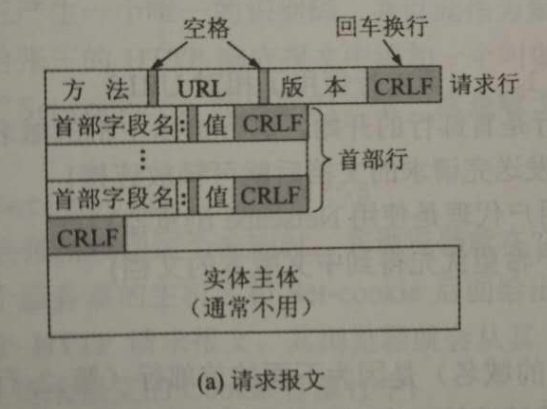 空格
回车换行
方法 URL 版本 CRLF 请求行
首部字段名: 值 CRLF
⋮
首部行
首部字段名: 值 CRLF
CRLF
实体主体
(通常不用)
(a) 请求报文